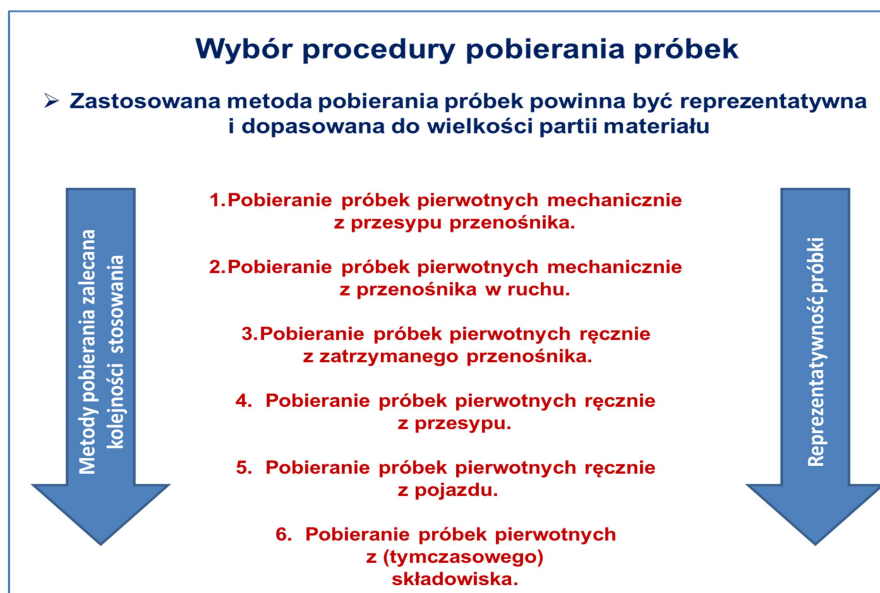 Wybór procedury pobierania próbek
➢ Zastosowana metoda pobierania próbek powinna być reprezentatywna
i dopasowana do wielkości partii materiału
Metody pobierania zalecana
kolejności stosowania
1.Pobieranie próbek pierwotnych mechanicznie
z przesypu przenośnika.
2.Pobieranie próbek pierwotnych mechanicznie
z przenośnika w ruchu.
3.Pobieranie próbek pierwotnych ręcznie
z zatrzymanego przenośnika.
4. Pobieranie próbek pierwotnych ręcznie
z przesypu.
5. Pobieranie próbek pierwotnych ręcznie
z pojazdu.
6. Pobieranie próbek pierwotnych
z (tymczasowego)
składowiska.
Reprezentatywność próbki